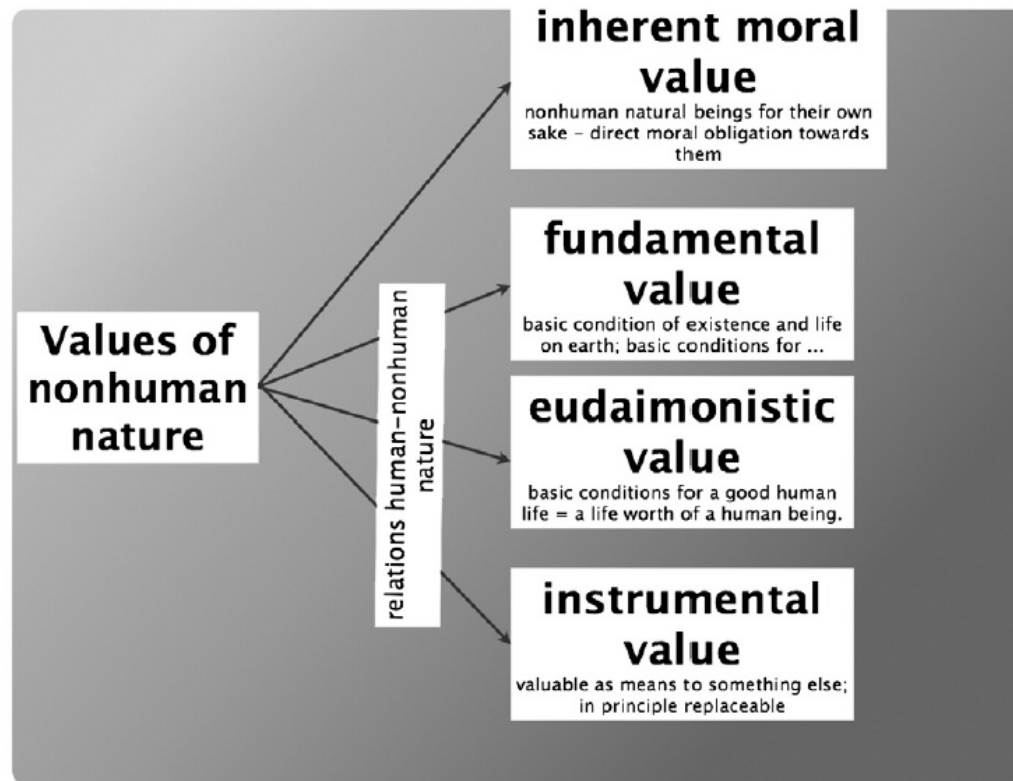 inherent moral
value
nonhuman natural beings for their own
sake – direct moral obligation towards
them
fundamental
value
basic condition of existence and life
on earth; basic conditions for ...
Values of
nonhuman
nature
relations human–nonhuman
nature
eudaimonistic
value
basic conditions for a good human
life = a life worth of a human being.
instrumental
value
valuable as means to something else;
in principle replaceable